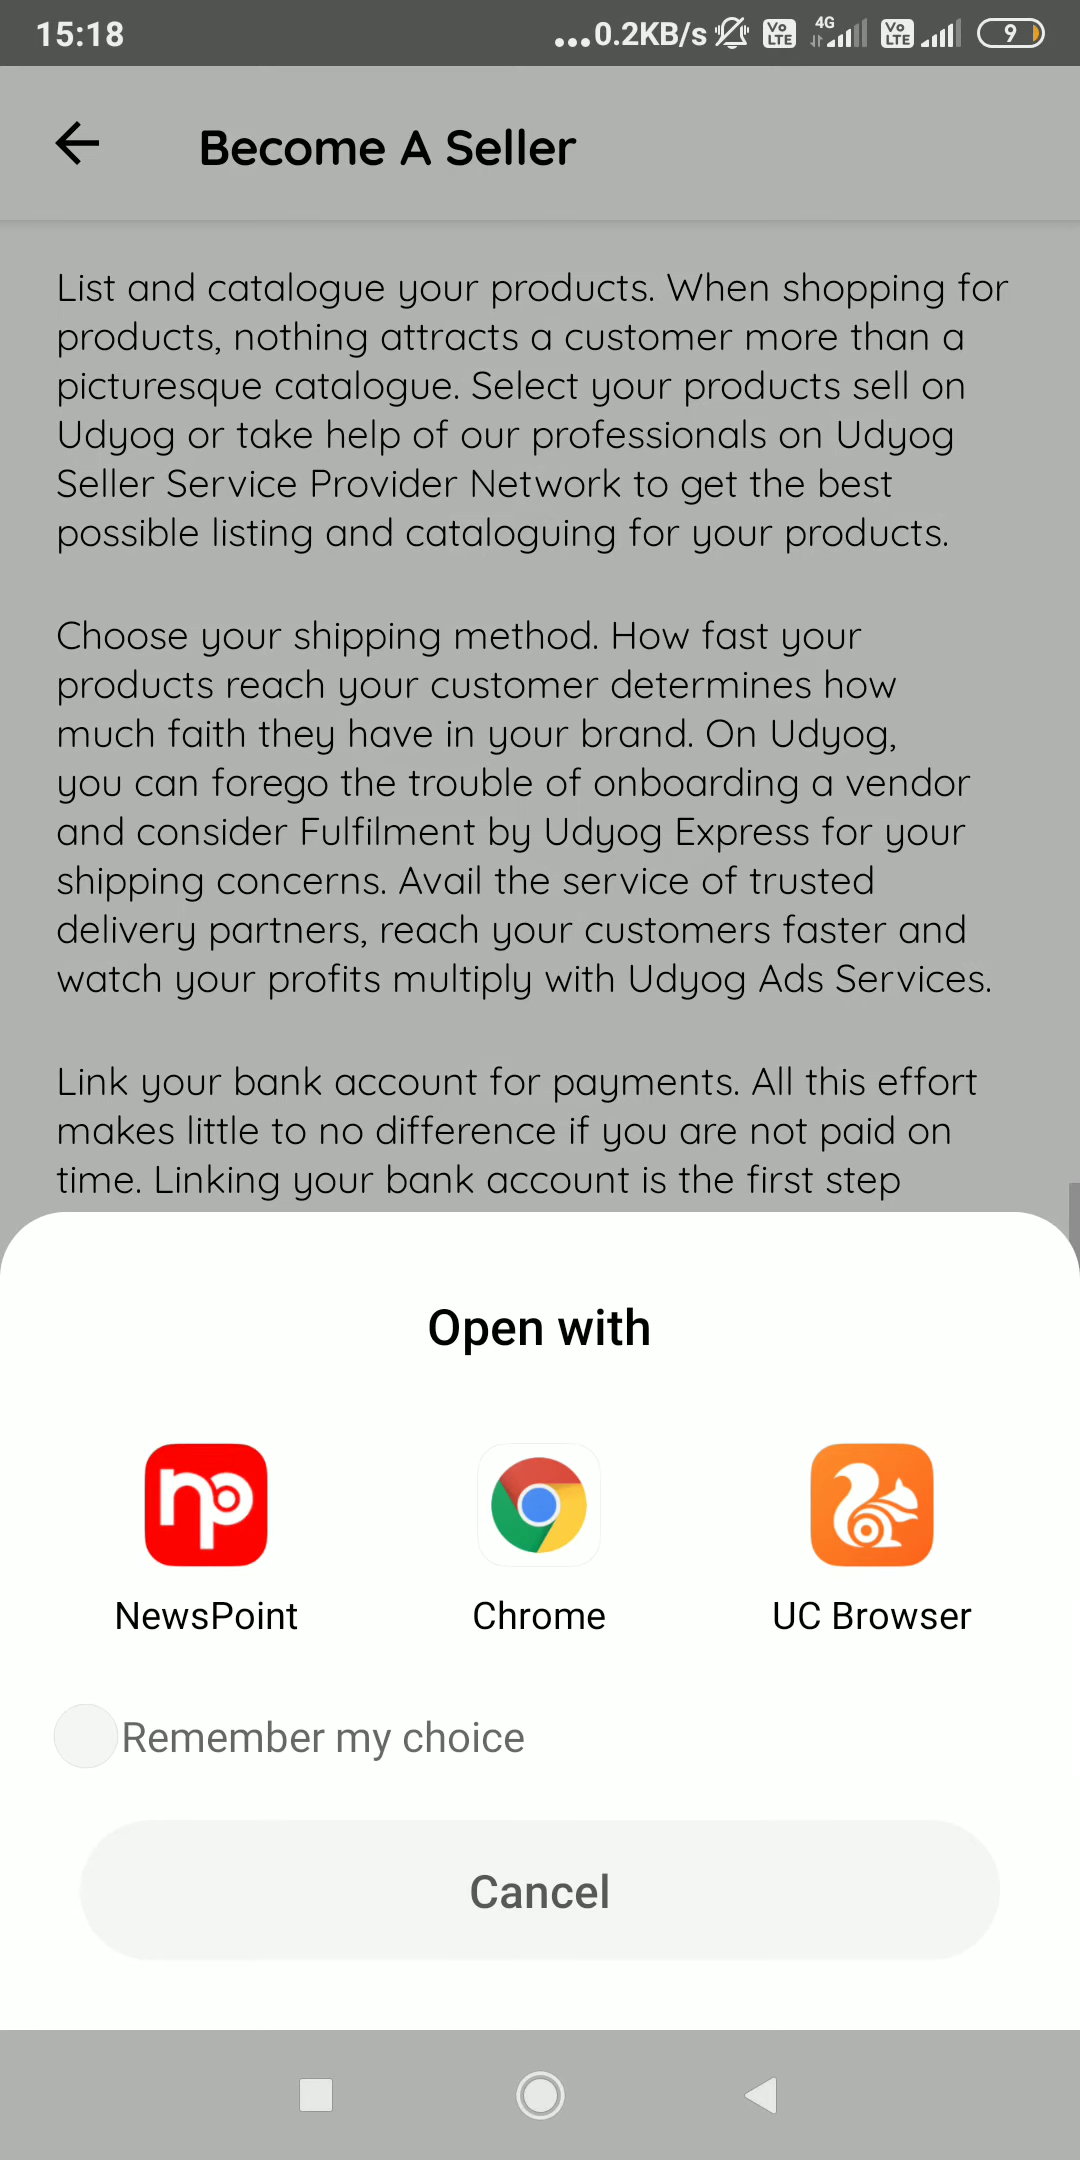 15:18
...0.2KB/s
Vo LTE
4G
Vo LTE
9
Become A Seller
List and catalogue your products. When shopping for
products, nothing attracts a customer more than a
picturesque catalogue. Select your products sell on
Udyog or take help of our professionals on Udyog
Seller Service Provider Network to get the best
possible listing and cataloguing for your products.
Choose your shipping method. How fast your
products reach your customer determines how
much faith they have in your brand. On Udyog,
you can forego the trouble of onboarding a vendor
and consider Fulfilment by Udyog Express for your
shipping concerns. Avail the service of trusted
delivery partners, reach your customers faster and
watch your profits multiply with Udyog Ads Services.
Link your bank account for payments. All this effort
makes little to no difference if you are not paid on
time. Linking your bank account is the first step
Open with
np
NewsPoint
Chrome
UC Browser
Remember my choice
Cancel